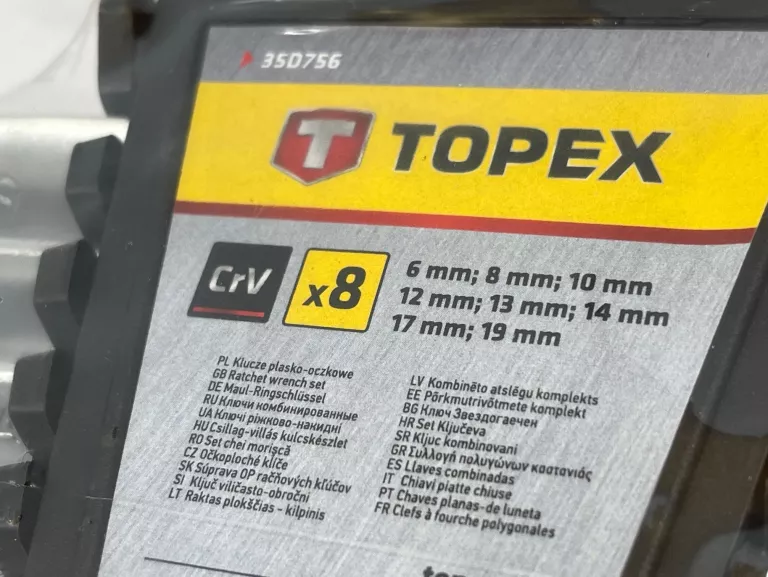 35D756
T TOPEX
CrV
x8
6 mm; 8 mm; 10 mm
12 mm; 13 mm; 14 mm
17 mm; 19 mm
PL Klucze płasko-oczkowe
GB Ratchet wrench set
DE Maul-Ringschlüssel
RU Ключи комбинированные
UA Ключі ріжково-накидні
HU Csillag-villás kulcskészlet
RO Set chei morișcă
CZ Očkoploché klíče
SK Súprava OP račňových kľúčov
SI Ključ viličasto-obročni
LT Raktas plokščias - kilpinis
LV Kombinēto atslēgu komplekts
EE Põrkmutrivõtmete komplekt
BG Ключ Звездогаечен
HR Set Ključeva
SR Ključ kombinovani
GR Συλλογή πολυγώνων καστανιάς
ES Llaves combinadas
IT Chiavi piatte chiuse
PT Chaves planas-de luneta
FR Clefs à fourche polygonales